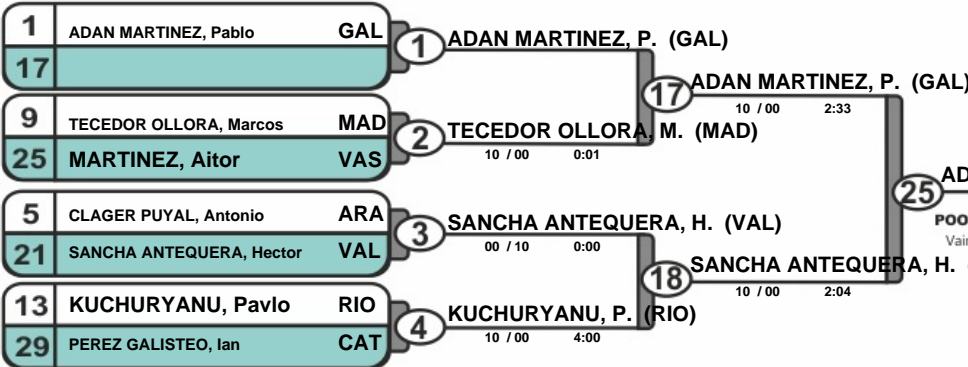 1 ADAN MARTINEZ, Pablo GAL
17
1 ADAN MARTINEZ, P. (GAL)
17 ADAN MARTINEZ, P. (GAL)
10 / 00 2:33
9 TECEDOR OLLORA, Marcos MAD
25 MARTINEZ, Aitor VAS
2 TECEDOR OLLORA, M. (MAD)
10 / 00 0:01
25 AD
POO
Vair
5 CLAGER PUYAL, Antonio ARA
21 SANCHA ANTEQUERA, Hector VAL
3 SANCHA ANTEQUERA, H. (VAL)
00 / 10 0:00
18 SANCHA ANTEQUERA, H. (
10 / 00 2:04
13 KUCHURYANU, Pavlo RIO
29 PEREZ GALISTEO, Ian CAT
4 KUCHURYANU, P. (RIO)
10 / 00 4:00